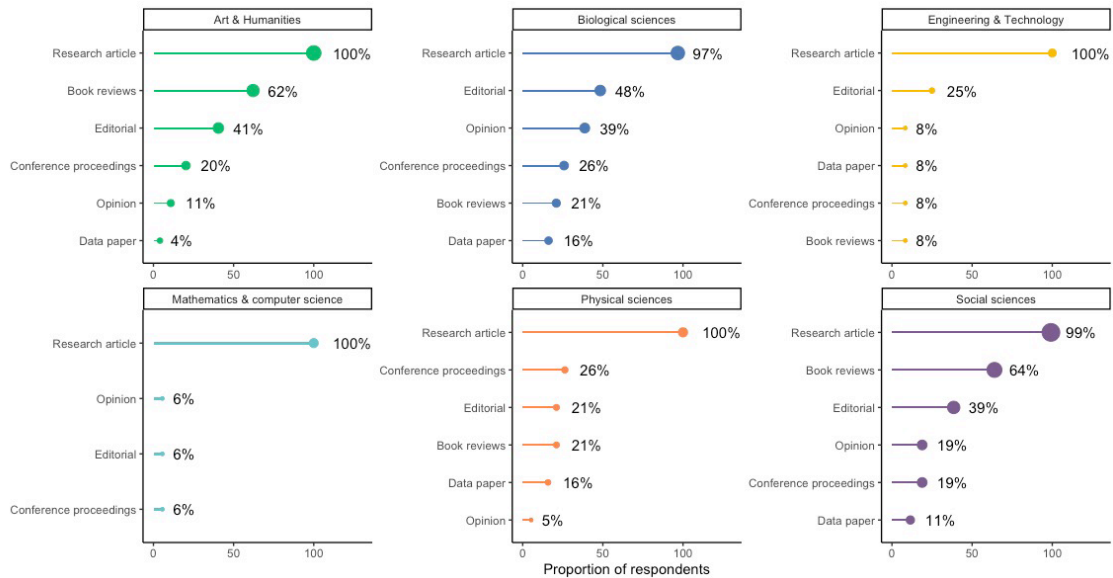 Art & Humanities
Research article 100%
Book reviews 62%
Editorial 41%
Conference proceedings 20%
Opinion 11%
Data paper 4%
0 50 100
Biological sciences
Research article 97%
Editorial 48%
Opinion 39%
Conference proceedings 26%
Book reviews 21%
Data paper 16%
0 50 100
Engineering & Technology
Research article 100%
Editorial 25%
Opinion 8%
Data paper 8%
Conference proceedings 8%
Book reviews 8%
0 50 100
Mathematics & computer science
Research article 100%
Opinion 6%
Editorial 6%
Conference proceedings 6%
0 50 100
Physical sciences
Research article 100%
Conference proceedings 26%
Editorial 21%
Book reviews 21%
Data paper 16%
Opinion 5%
0 50 100
Social sciences
Research article 99%
Book reviews 64%
Editorial 39%
Opinion 19%
Conference proceedings 19%
Data paper 11%
0 50 100
Proportion of respondents